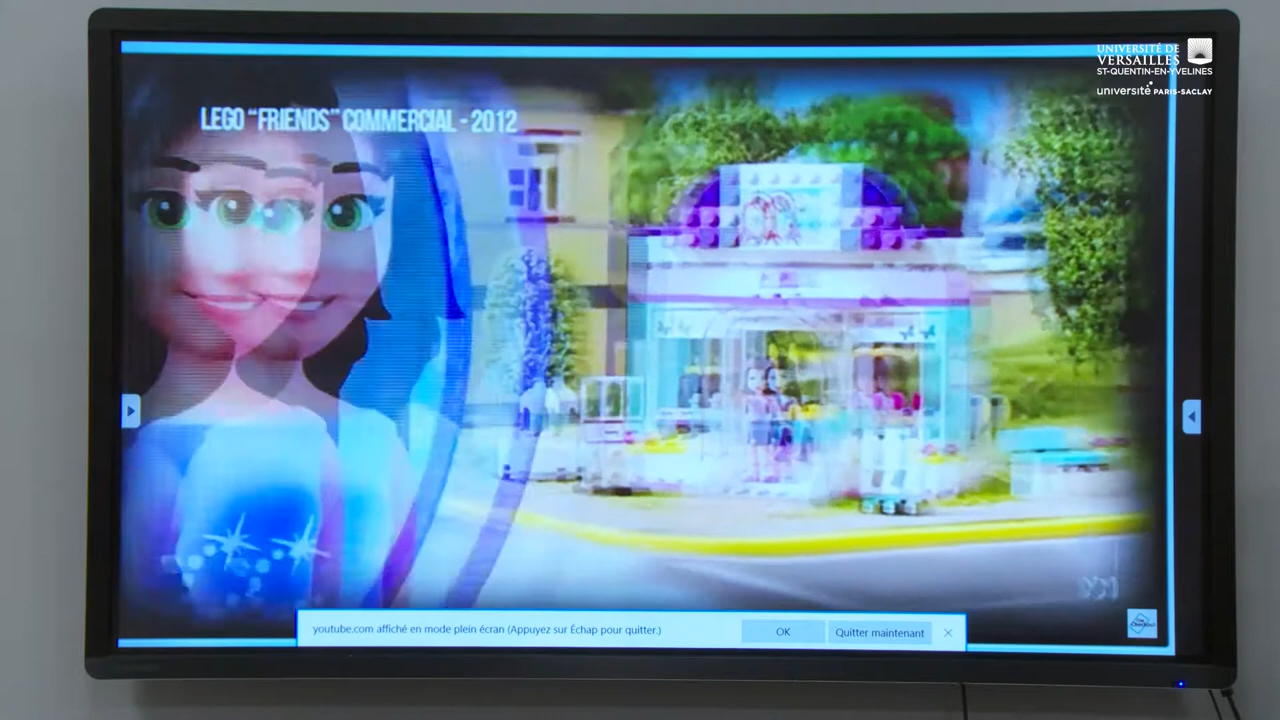 UNIVERSITÉ DE
VERSAILLES
ST-QUENTIN-EN-YVELINES
université PARIS-SACLAY
LEGO “FRIENDS” COMMERCIAL - 2012
youtube.com affiché en mode plein écran (Appuyez sur Échap pour quitter.)
OK
Quitter maintenant